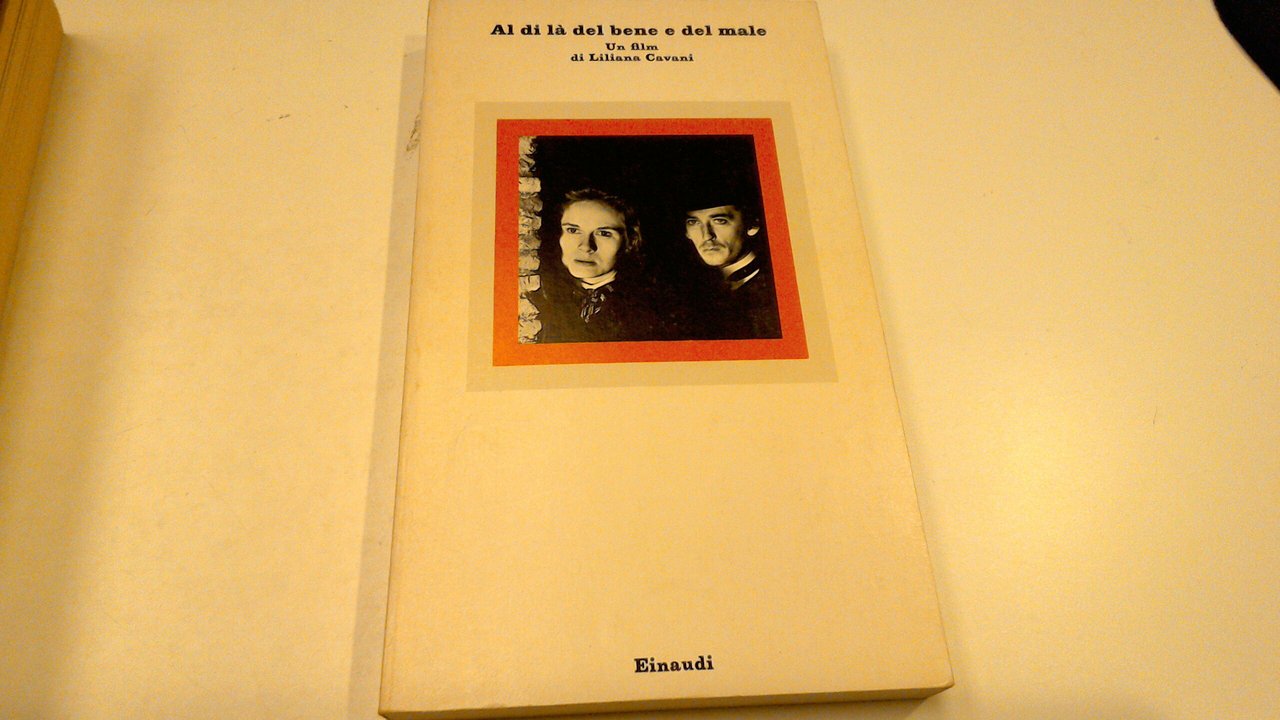 Al di là del bene e del male
Un film
di Liliana Cavani
Einaudi